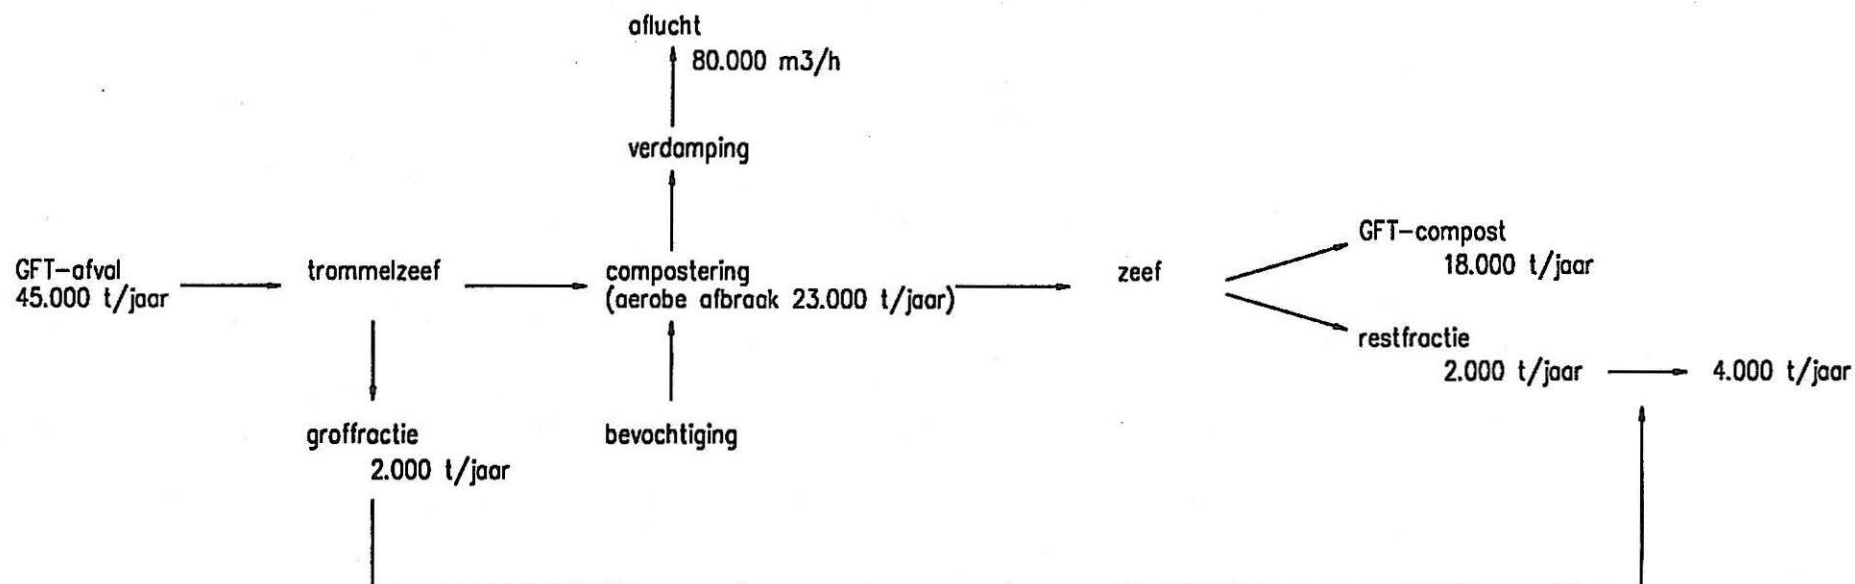 aflucht
80.000 m3/h
verdamping
GFT-afval
45.000 t/jaar
trommelzeef
compostering
(aerobe afbraak 23.000 t/jaar)
zeef
GFT-compost
18.000 t/jaar
restfractie
2.000 t/jaar
4.000 t/jaar
groffractie
2.000 t/jaar
bevochtiging